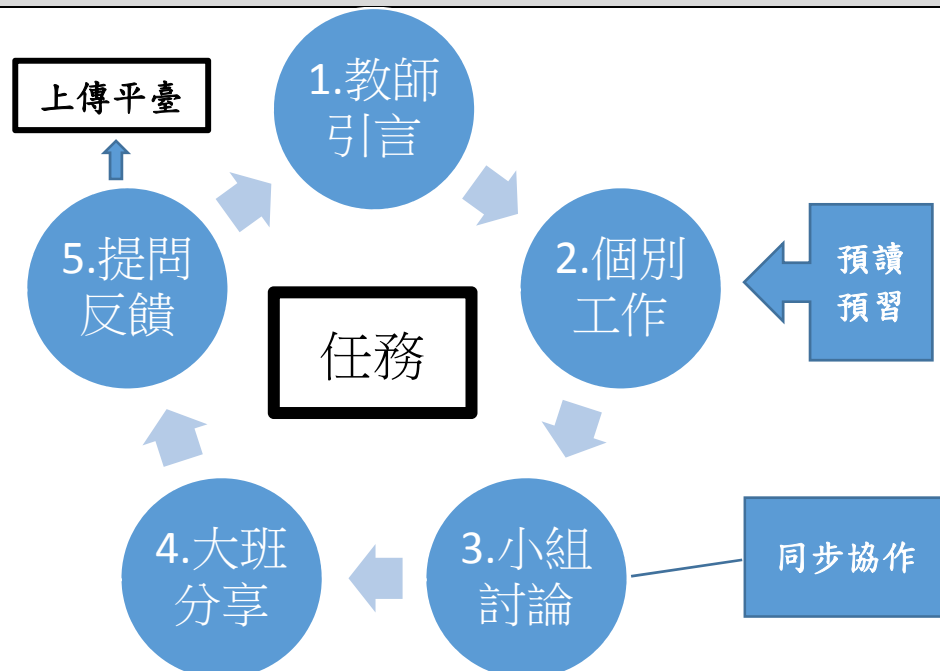 上傳平臺
1.教師
引言
2.個別
工作
預讀
預習
3.小組
討論
同步協作
4.大班
分享
5.提問
反饋
任務